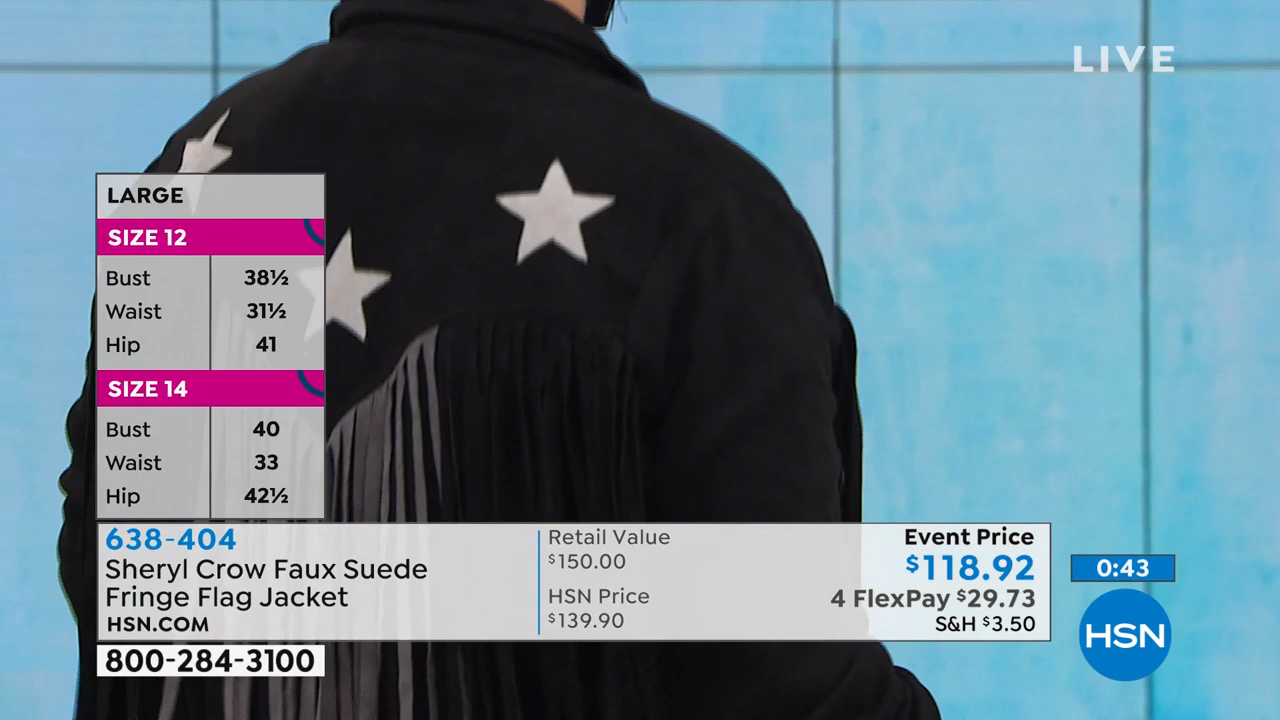 LIVE
LARGE
SIZE 12
Bust 38½
Waist 31½
Hip 41
SIZE 14
Bust 40
Waist 33
Hip 42½
638-404
Sheryl Crow Faux Suede
Fringe Flag Jacket
HSN.COM
Retail Value
$150.00
HSN Price
$139.90
Event Price
$118.92
4 FlexPay $29.73
S&H $3.50
0:43
HSN
800-284-3100